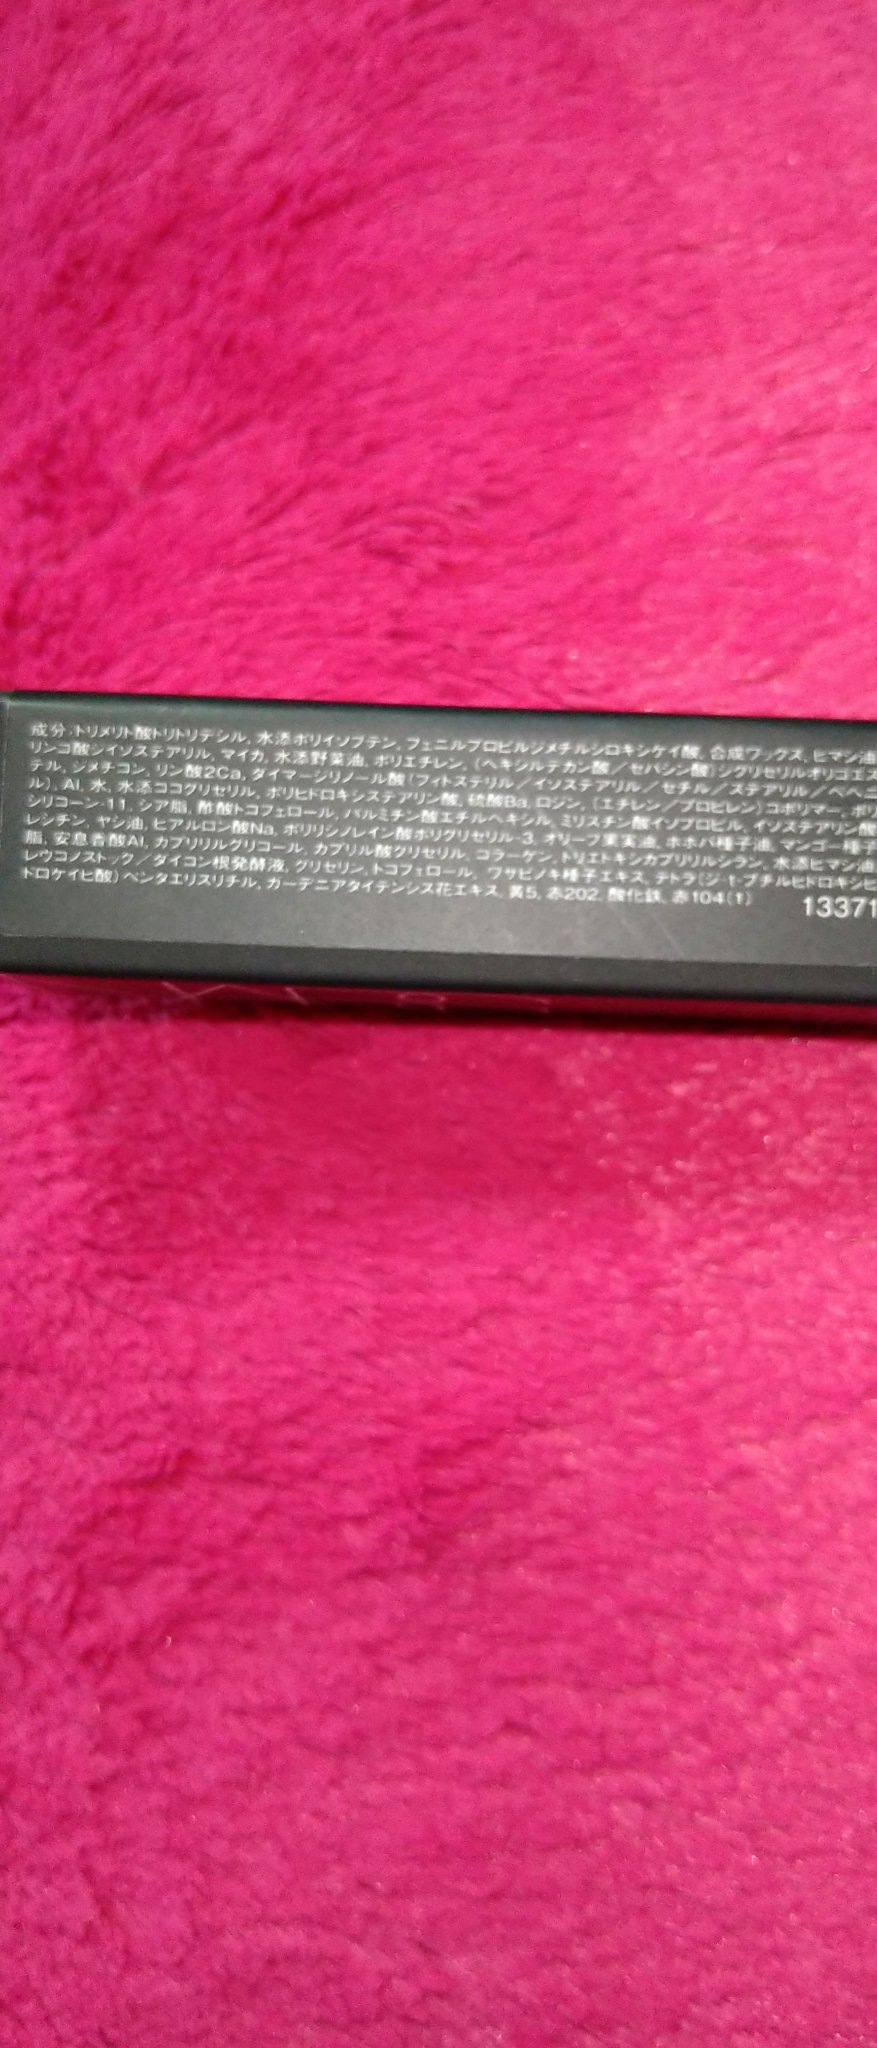 成分:トリメリト酸トリトリデシル, 水添ポリイソブテン, フェニルプロピルジメチルシロキシケイ酸, 合成ワックス, ヒマシ油
リンゴ酸ジイソステアリル, マイカ, 水添野菜油, ポリエチレン, (ヘキシルデカン酸/セバシン酸)ジグリセリルオリゴエス
テル, ジメチコン, リン酸2Ca, ダイマージリノール酸(フィトステリル/イソステアリル/セチル/ステアリル/ベヘニ
ル), Al, 水, 水添ココグリセリル, ポリヒドロキシステアリン酸, 硫酸Ba, ロジン, (エチレン/プロピレン)コポリマー, ポリ
シリコーン-11, シア脂, 酢酸トコフェロール, パルミチン酸エチルヘキシル, ミリスチン酸イソプロピル, イソステアリン酸
レシチン, ヤシ油, ヒアルロン酸Na, ポリリシノレイン酸ポリグリセリル-3, オリーブ果実油, ホホバ種子油, マンゴー種子
脂, 安息香酸Al, カプリリルグリコール, カプリル酸グリセリル, コラーゲン, トリエトキシカプリリルシラン, 水添ヒマシ油
レウコノストック/ダイコン根発酵液, グリセリン, トコフェロール, ワサビノキ種子エキス, テトラ(ジ-t-ブチルヒドロキシヒ
ドロケイヒ酸)ペンタエリスリチル, ガーデニアタイテンシス花エキス, 黄5, 赤202, 酸化鉄, 赤104(1)
13371